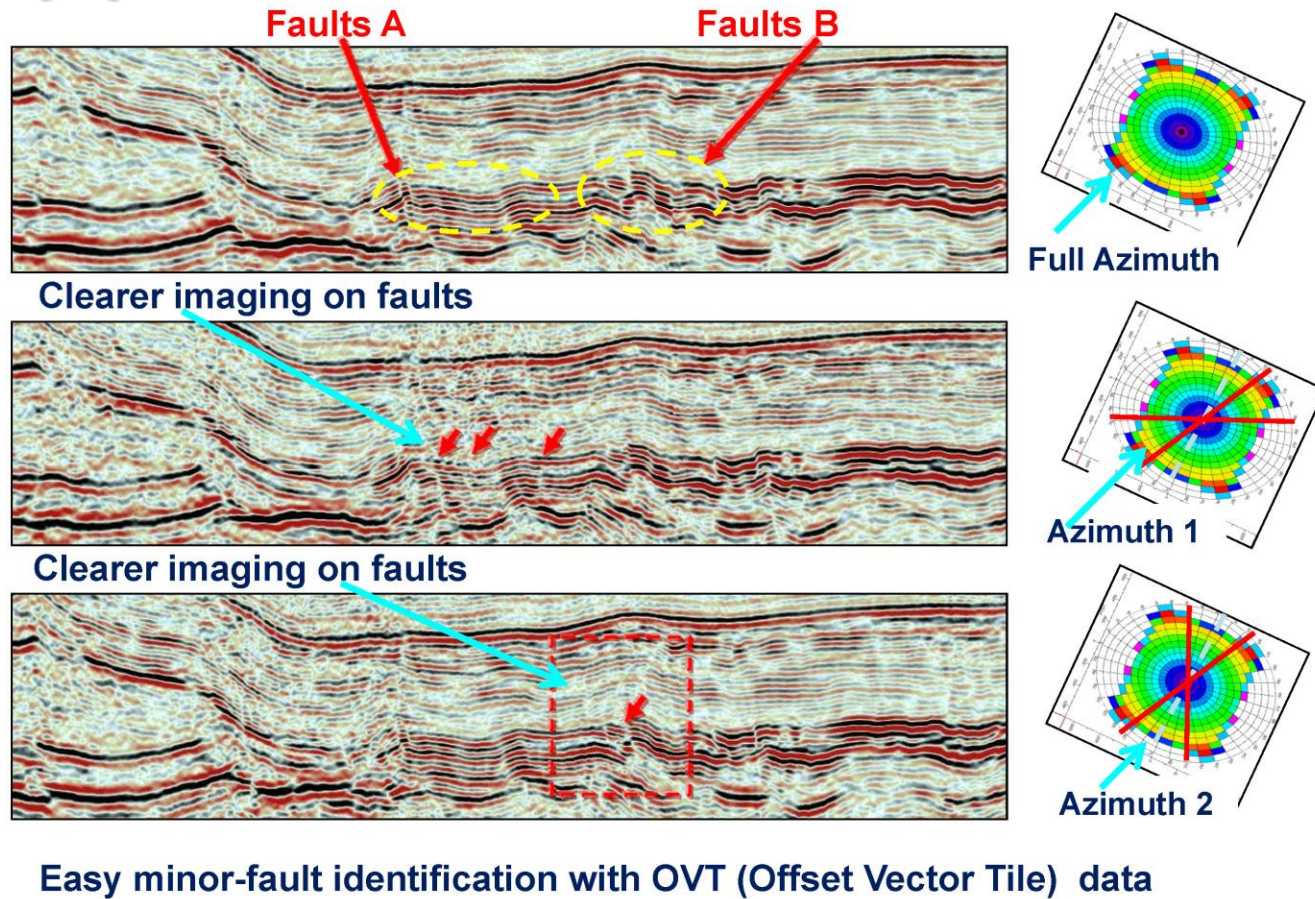 Faults A
Faults B
Full Azimuth
Clearer imaging on faults
Azimuth 1
Clearer imaging on faults
Azimuth 2
Easy minor-fault identification with OVT (Offset Vector Tile) data